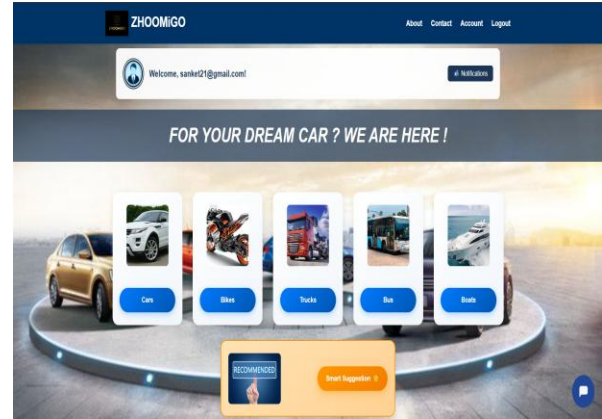 ZHOOMiGO
About Contact Account Logout
Welcome, sanket21@gmail.com!
Notifications
FOR YOUR DREAM CAR ? WE ARE HERE !
Cars
Bikes
Trucks
Bus
Boats
RECOMMENDED
Smart Suggestion